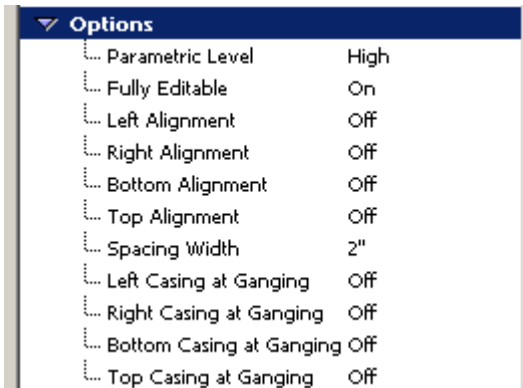 Options
Parametric Level High
Fully Editable On
Left Alignment Off
Right Alignment Off
Bottom Alignment Off
Top Alignment Off
Spacing Width 2"
Left Casing at Ganging Off
Right Casing at Ganging Off
Bottom Casing at Ganging Off
Top Casing at Ganging Off